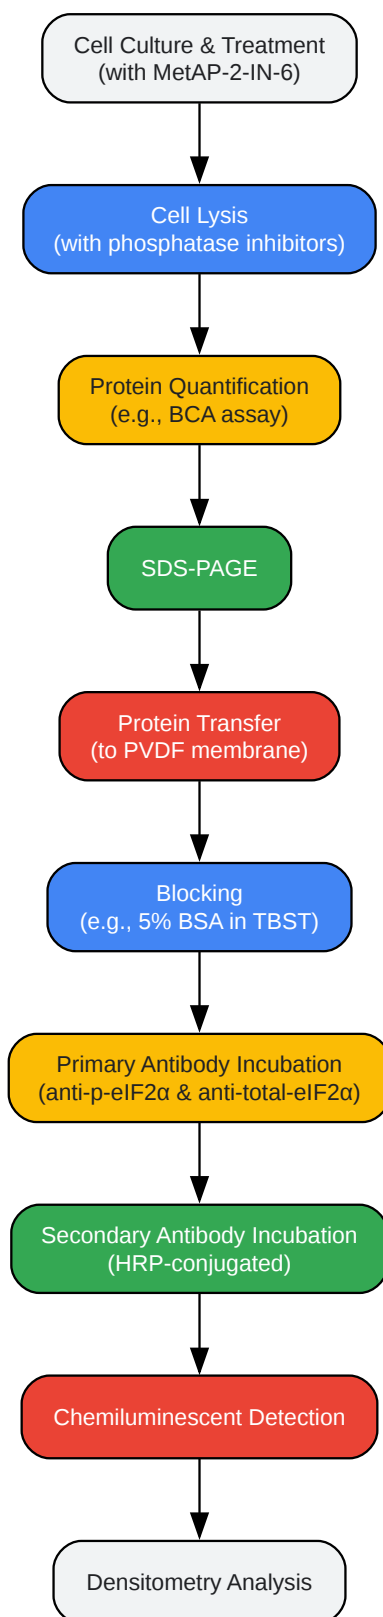 Cell Culture & Treatment
(with MetAP-2-IN-6)
Cell Lysis
(with phosphatase inhibitors)
Protein Quantification
(e.g., BCA assay)
SDS-PAGE
Protein Transfer
(to PVDF membrane)
Blocking
(e.g., 5% BSA in TBST)
Primary Antibody Incubation
(anti-p-eIF2α & anti-total-eIF2α)
Secondary Antibody Incubation
(HRP-conjugated)
Chemiluminescent Detection
Densitometry Analysis